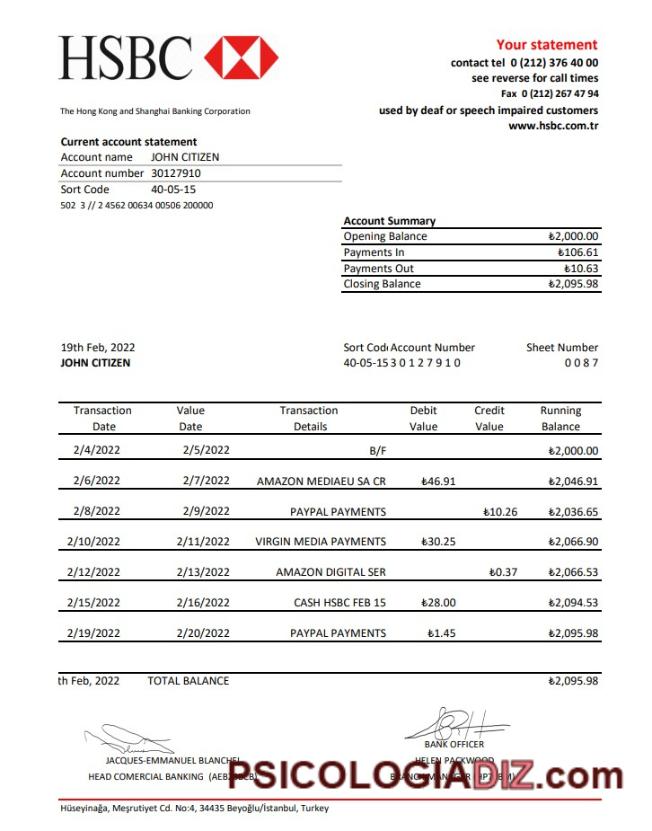 HSBC
Your statement
contact tel 0 (212) 376 40 00
see reverse for call times
Fax 0 (212) 267 47 94
The Hong Kong and Shanghai Banking Corporation
used by deaf or speech impaired customers
www.hsbc.com.tr
Current account statement
Account name JOHN CITIZEN
Account number 30127910
Sort Code 40-05-15
502 3 // 2 4562 00634 00506 200000
Account Summary
Opening Balance ₺2,000.00
Payments In ₺106.61
Payments Out ₺10.63
Closing Balance ₺2,095.98
19th Feb, 2022 Sort Cod Account Number Sheet Number
JOHN CITIZEN 40-05-15 3 0 1 2 7 9 1 0 0 0 8 7
Transaction Value Transaction Debit Credit Running
Date Date Details Value Value Balance
2/4/2022 2/5/2022 B/F ₺2,000.00
2/6/2022 2/7/2022 AMAZON MEDIAEU SA CR ₺46.91 ₺2,046.91
2/8/2022 2/9/2022 PAYPAL PAYMENTS ₺10.26 ₺2,036.65
2/10/2022 2/11/2022 VIRGIN MEDIA PAYMENTS ₺30.25 ₺2,066.90
2/12/2022 2/13/2022 AMAZON DIGITAL SER ₺0.37 ₺2,066.53
2/15/2022 2/16/2022 CASH HSBC FEB 15 ₺28.00 ₺2,094.53
2/19/2022 2/20/2022 PAYPAL PAYMENTS ₺1.45 ₺2,095.98
th Feb, 2022 TOTAL BALANCE ₺2,095.98
BANK OFFICER
JACQUES-EMMANUEL BLANCHET HELEN PACKWOOD
HEAD COMERCIAL BANKING
PSICOLOGIADIZ.com
Hüseyinağa, Meşrutiyet Cd. No:4, 34435 Beyoğlu/İstanbul, Turkey